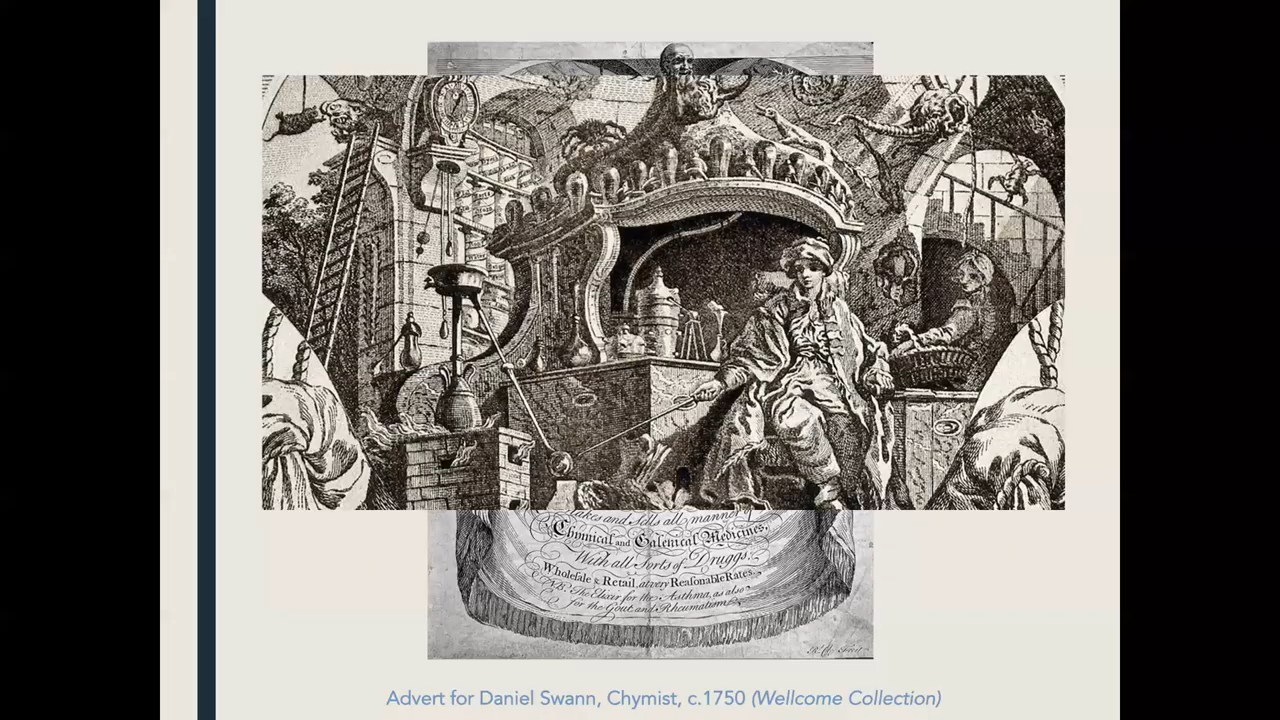 Makes and Sells all manner of
Chymical and Galenical Medicines,
With all Sorts of Druggs.
Wholesale & Retail, at very Reasonable Rates.
NB. The Elixir for the Asthma, as also
for the Gout and Rheumatism
Advert for Daniel Swann, Chymist, c.1750 (Wellcome Collection)